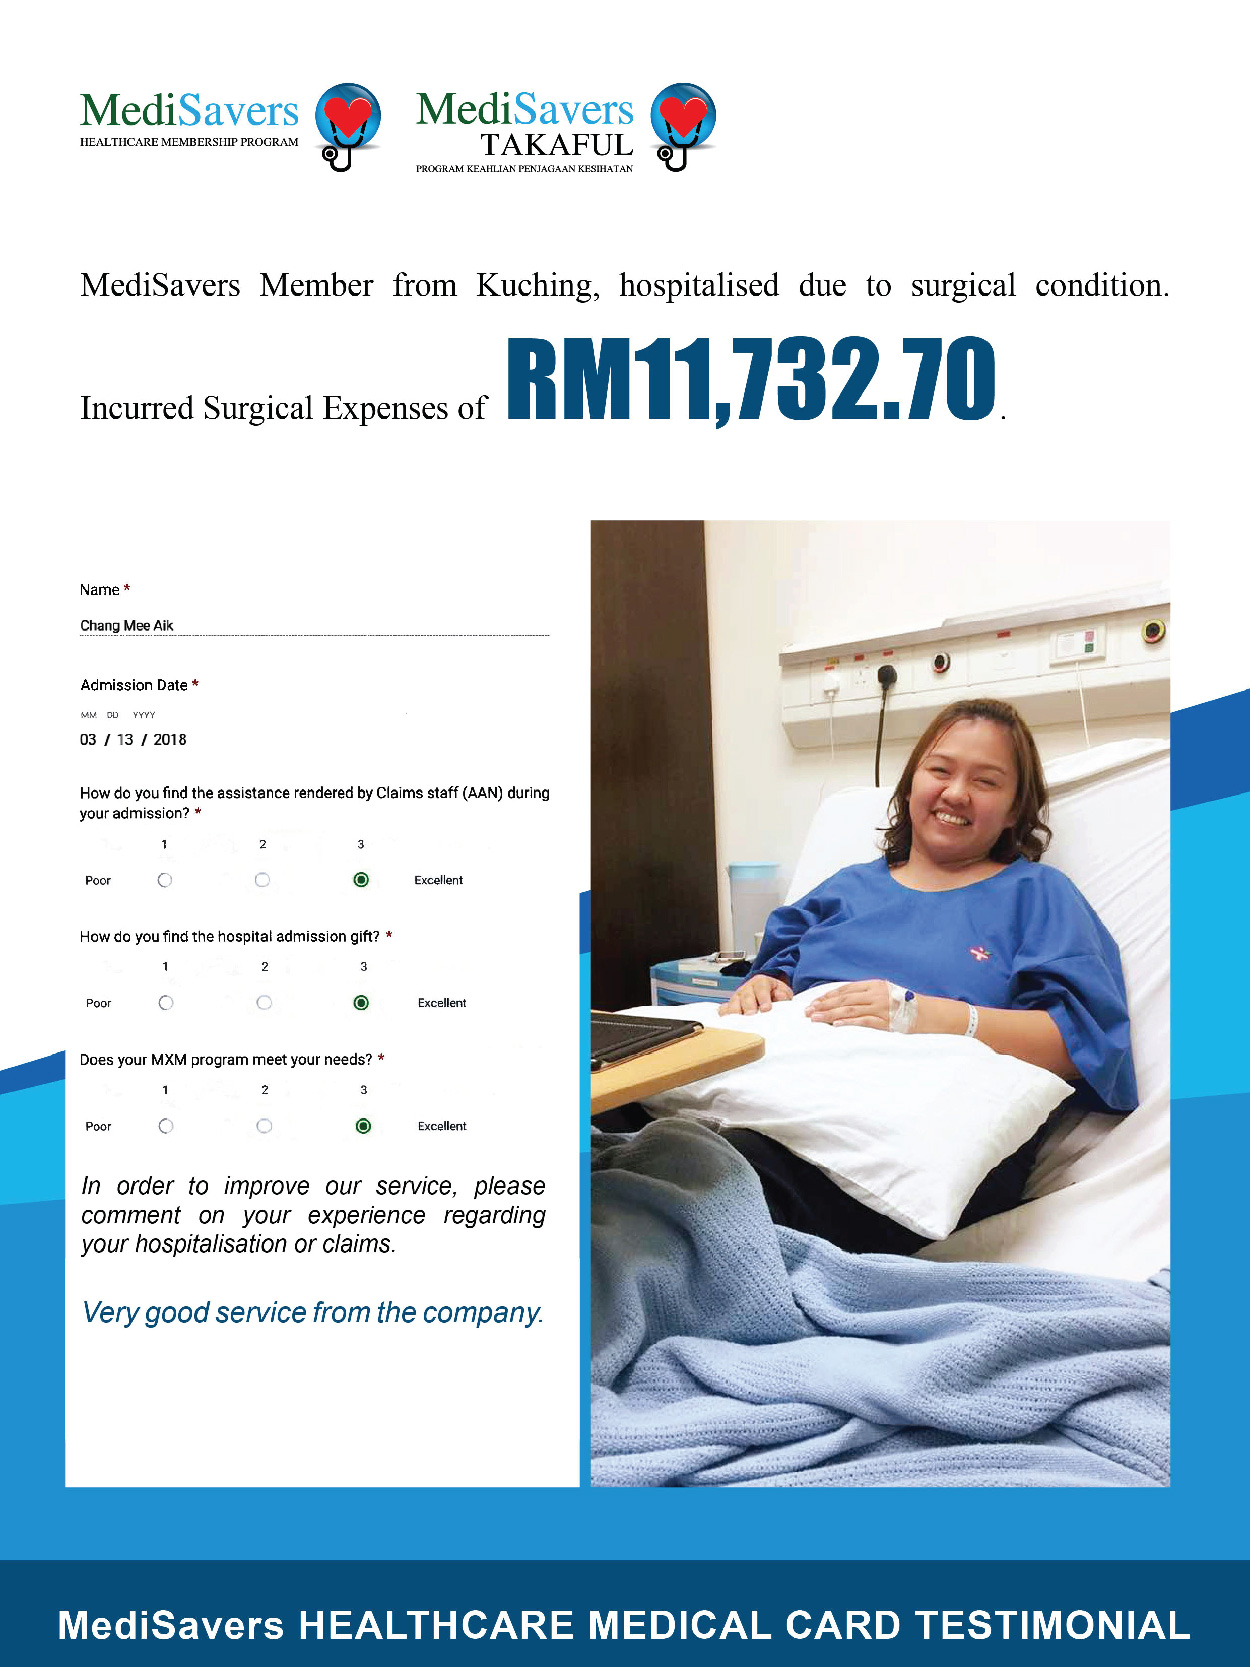 MediSavers
HEALTHCARE MEMBERSHIP PROGRAM
MediSavers
TAKAFUL
PROGRAM KEAHLIAN PENJAGAAN KESIHATAN
MediSavers Member from Kuching, hospitalised due to surgical condition.
Incurred Surgical Expenses of RM11,732.70.
Name *
Chang Mee Aik
Admission Date *
MM DD YYYY
03 / 13 / 2018
How do you find the assistance rendered by Claims staff (AAN) during
your admission? *
1 2 3
Poor Excellent
How do you find the hospital admission gift? *
1 2 3
Poor Excellent
Does your MXM program meet your needs? *
1 2 3
Poor Excellent
In order to improve our service, please
comment on your experience regarding
your hospitalisation or claims.
Very good service from the company.
MediSavers HEALTHCARE MEDICAL CARD TESTIMONIAL